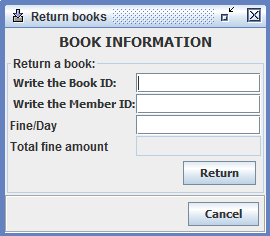 Return books
BOOK INFORMATION
Return a book:
Write the Book ID:
Write the Member ID:
Fine/Day
Total fine amount
Return
Cancel